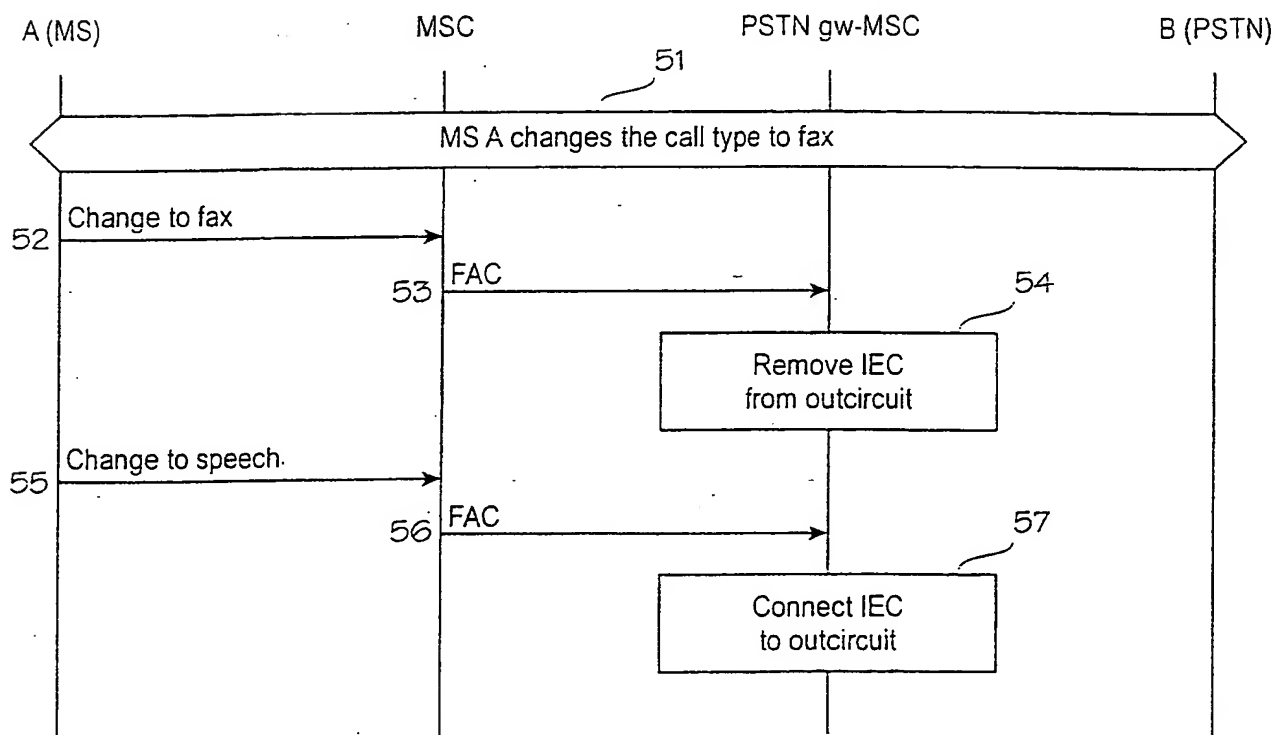 A (MS) MSC PSTN gw-MSC B (PSTN)
51
MS A changes the call type to fax
Change to fax
52
FAC
53
54
Remove IEC
from outcircuit
Change to speech.
55
FAC
56
57
Connect IEC
to outcircuit